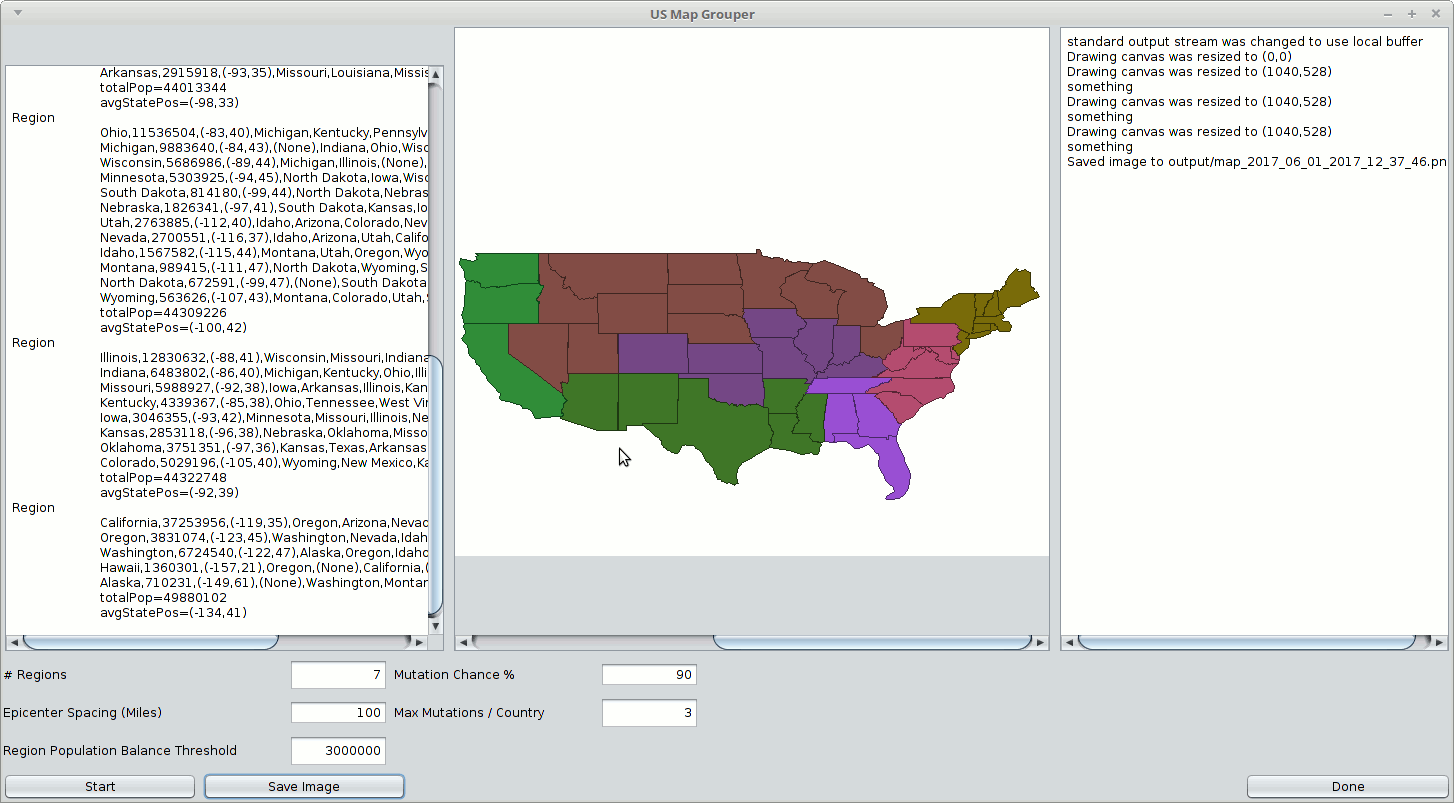 US Map Grouper
Arkansas,2915918,(-93,35),Missouri,Louisiana,Missis
totalPop=44013344
avgStatePos=(-98,33)
Region
Ohio,11536504,(-83,40),Michigan,Kentucky,Pennsylv
Michigan,9883640,(-84,43),(None),Indiana,Ohio,Wisc
Wisconsin,5686986,(-89,44),Michigan,Illinois,(None),
Minnesota,5303925,(-94,45),North Dakota,Iowa,Wisc
South Dakota,814180,(-99,44),North Dakota,Nebras
Nebraska,1826341,(-97,41),South Dakota,Kansas,Io
Utah,2763885,(-112,40),Idaho,Arizona,Colorado,Nev
Nevada,2700551,(-116,37),Idaho,Arizona,Utah,Califo
Idaho,1567582,(-115,44),Montana,Utah,Oregon,Wyo
Montana,989415,(-111,47),North Dakota,Wyoming,S
North Dakota,672591,(-99,47),(None),South Dakota
Wyoming,563626,(-107,43),Montana,Colorado,Utah,S
totalPop=44309226
avgStatePos=(-100,42)
Region
Illinois,12830632,(-88,41),Wisconsin,Missouri,Indiana
Indiana,6483802,(-86,40),Michigan,Kentucky,Ohio,Illi
Missouri,5988927,(-92,38),Iowa,Arkansas,Illinois,Kan
Kentucky,4339367,(-85,38),Ohio,Tennessee,West Vir
Iowa,3046355,(-93,42),Minnesota,Missouri,Illinois,Ne
Kansas,2853118,(-96,38),Nebraska,Oklahoma,Misso
Oklahoma,3751351,(-97,36),Kansas,Texas,Arkansas
Colorado,5029196,(-105,40),Wyoming,New Mexico,Ka
totalPop=44322748
avgStatePos=(-92,39)
Region
California,37253956,(-119,35),Oregon,Arizona,Nevad
Oregon,3831074,(-123,45),Washington,Nevada,Idah
Washington,6724540,(-122,47),Alaska,Oregon,Idaho
Hawaii,1360301,(-157,21),Oregon,(None),California,(
Alaska,710231,(-149,61),(None),Washington,Montan
totalPop=49880102
avgStatePos=(-134,41)
standard output stream was changed to use local buffer
Drawing canvas was resized to (0,0)
Drawing canvas was resized to (1040,528)
something
Drawing canvas was resized to (1040,528)
something
Drawing canvas was resized to (1040,528)
something
Saved image to output/map_2017_06_01_2017_12_37_46.pn
# Regions 7 Mutation Chance % 90
Epicenter Spacing (Miles) 100 Max Mutations / Country 3
Region Population Balance Threshold 3000000
Start Save Image Done